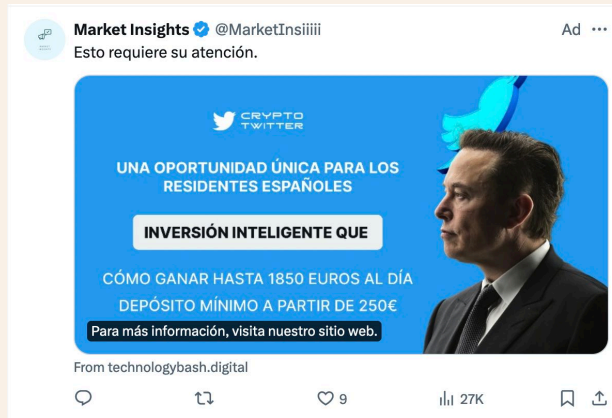 Market Insights @MarketInsiiiii Ad ...
Esto requiere su atención.
CRYPTO
TWITTER
UNA OPORTUNIDAD ÚNICA PARA LOS
RESIDENTES ESPAÑOLES
INVERSIÓN INTELIGENTE QUE
CÓMO GANAR HASTA 1850 EUROS AL DÍA
DEPÓSITO MÍNIMO A PARTIR DE 250€
Para más información, visita nuestro sitio web.
From technologybash.digital
9 27K